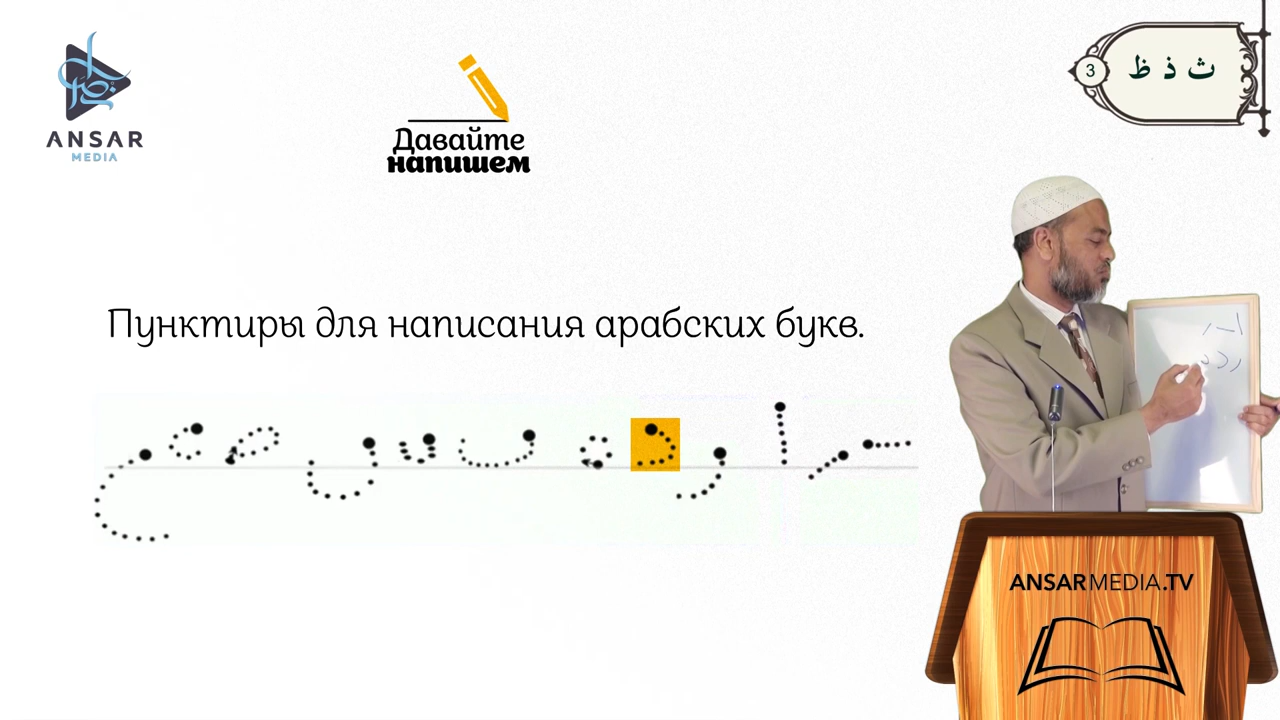 ANSAR
MEDIA
Давайте
напишем
3
ث ذ ظ
Пунктиры для написания арабских букв.
ANSARMEDIA.TV